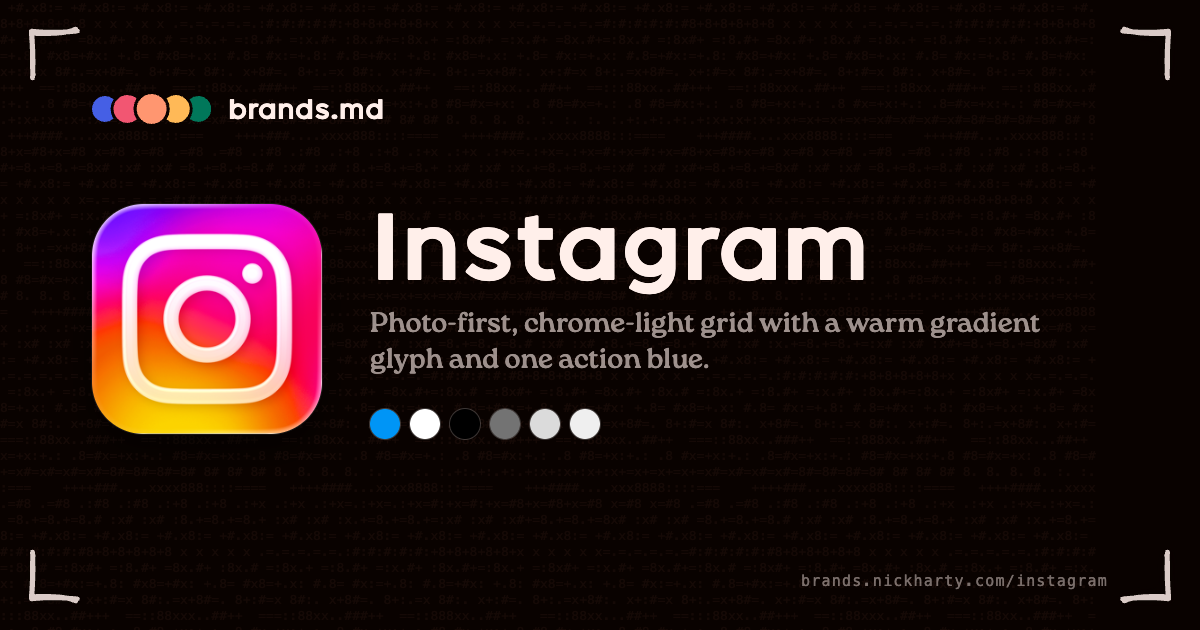 brands.md
Instagram
Photo-first, chrome-light grid with a warm gradient
glyph and one action blue.
brands.nickharty.com/instagram